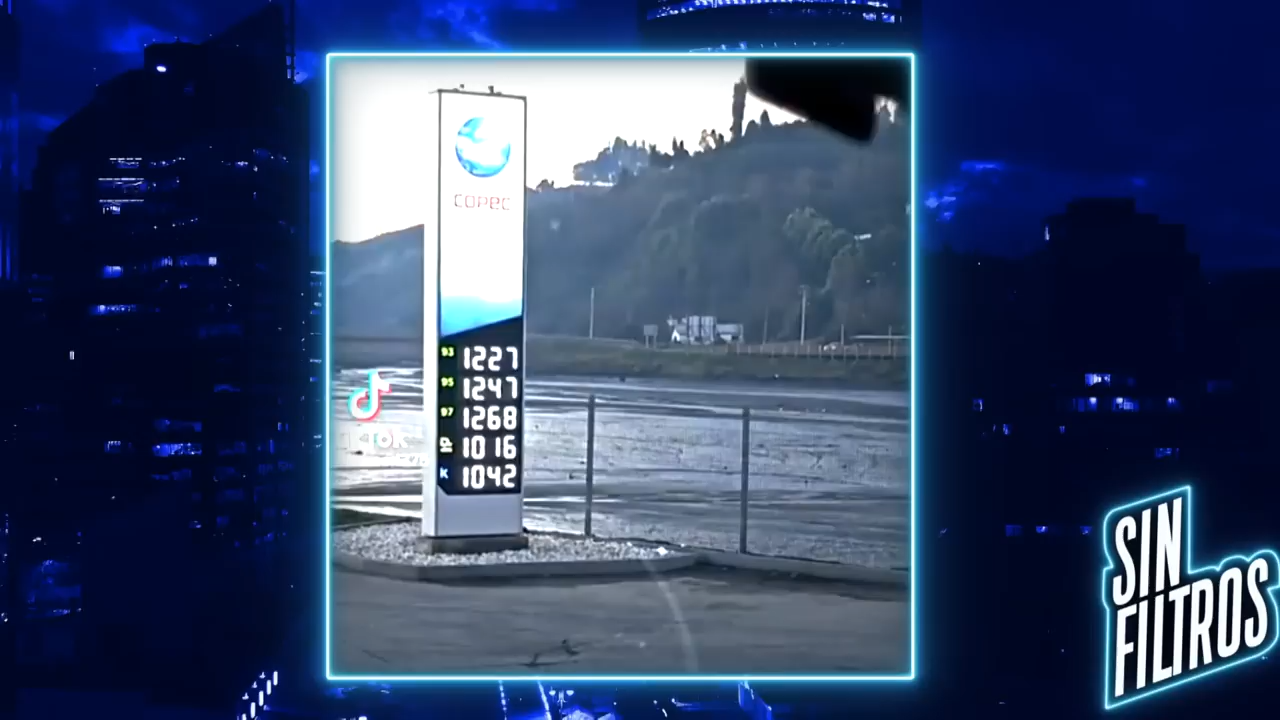 COPEC
93 1227
95 1247
97 1268
D 1016
K 1042
TikTok
SIN
FILTROS